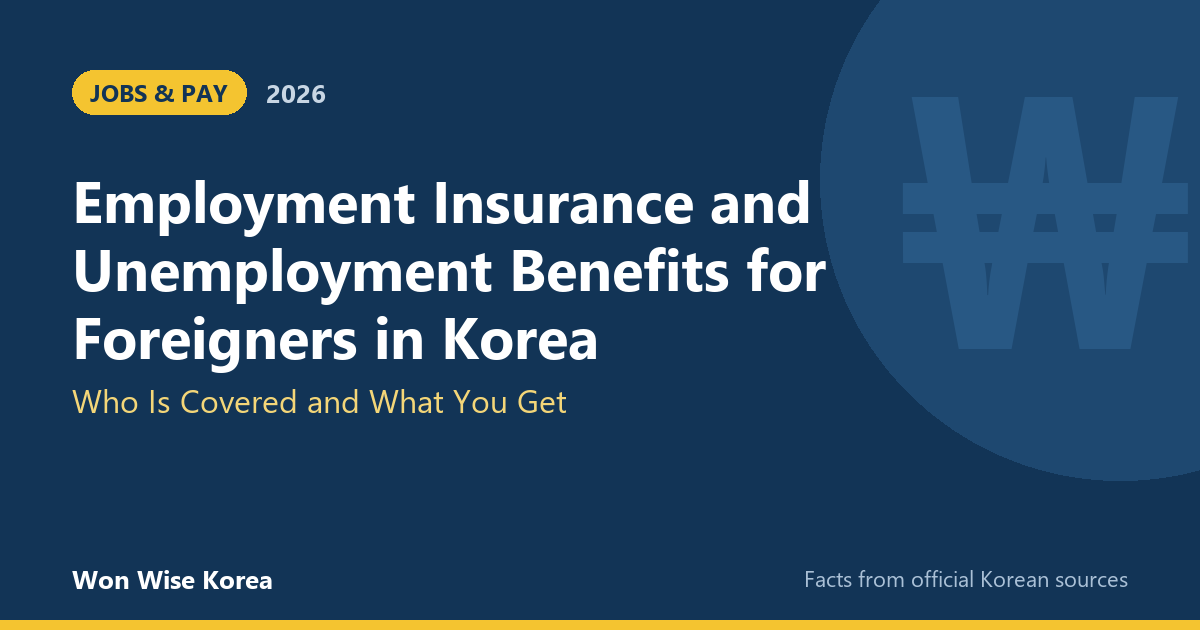 JOBS & PAY 2026
Employment Insurance and
Unemployment Benefits for
Foreigners in Korea
Who Is Covered and What You Get
₩
Won Wise Korea
Facts from official Korean sources